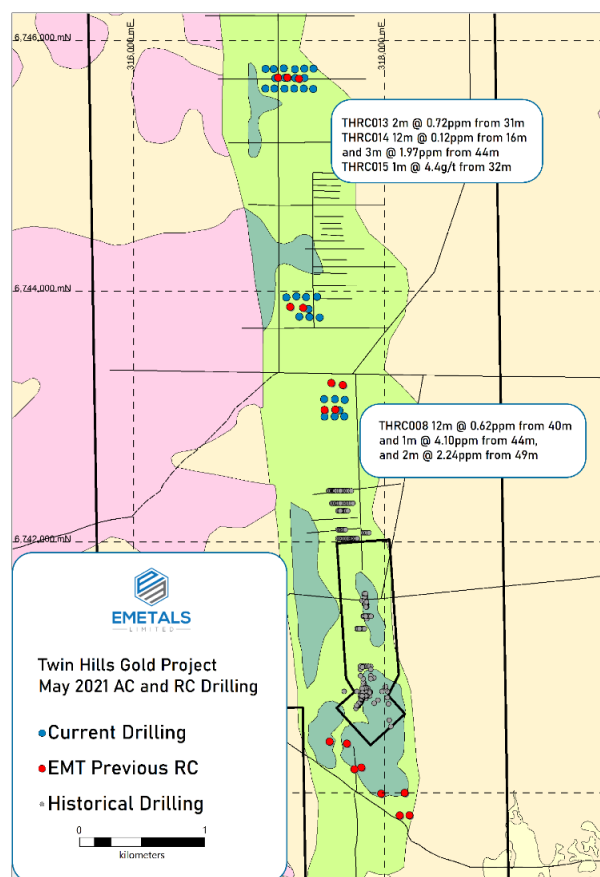 6,746,000 mN
316,000 mE
318,000 mE
THRC013 2m @ 0.72ppm from 31m
THRC014 12m @ 0.12ppm from 16m
and 3m @ 1.97ppm from 44m
THRC015 1m @ 4.4g/t from 32m
6,744,000 mN
THRC008 12m @ 0.62ppm from 40m
and 1m @ 4.10ppm from 44m,
and 2m @ 2.24ppm from 49m
6,742,000 mN
EMETALS
LIMITED
Twin Hills Gold Project
May 2021 AC and RC Drilling
Current Drilling
EMT Previous RC
Historical Drilling
0 1
kilometers